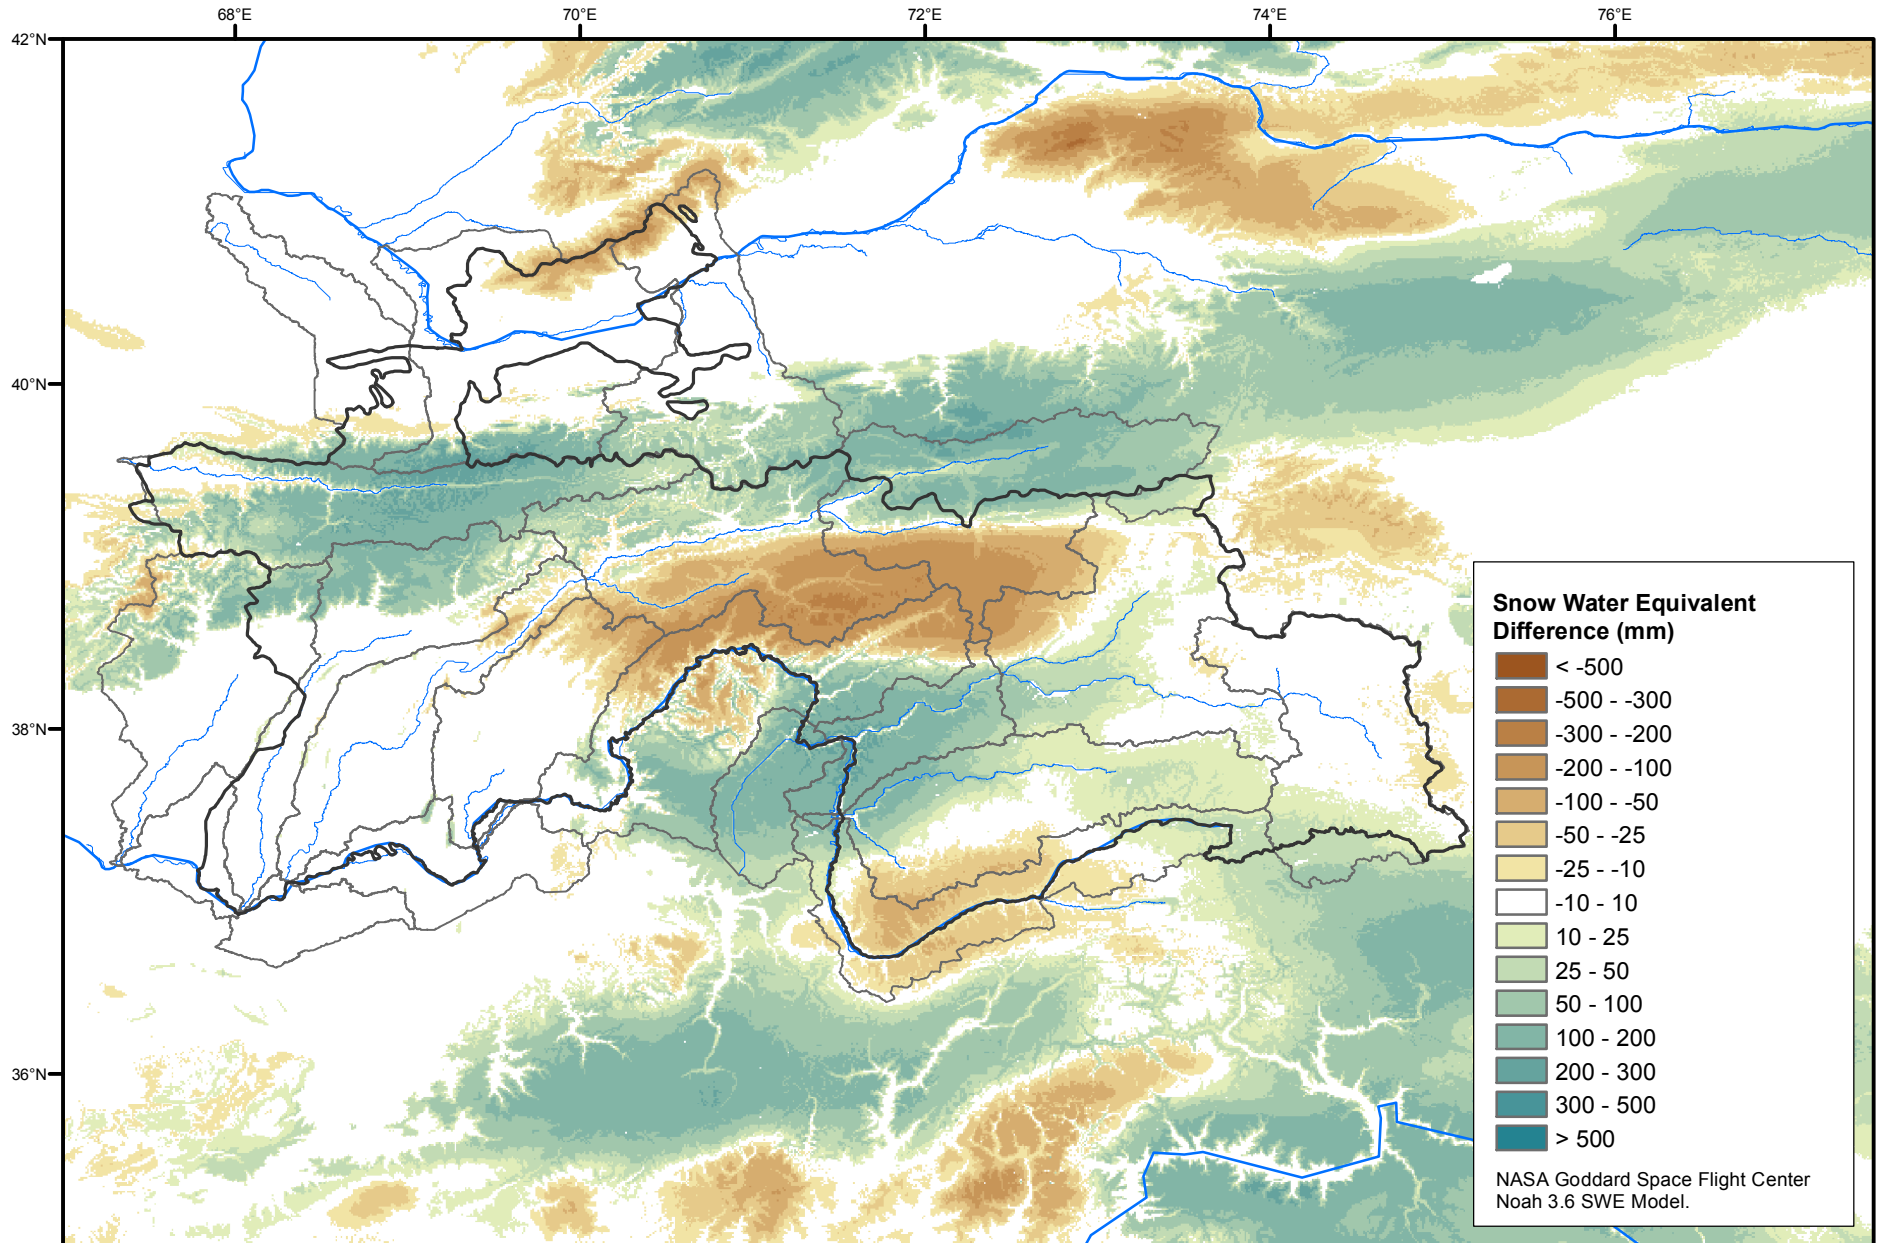 68°E
70°E
72°E
74°E
76°E
42°N
40°N
38°N
36°N
Snow Water Equivalent
Difference (mm)
< -500
-500 - -300
-300 - -200
-200 - -100
-100 - -50
-50 - -25
-25 - -10
-10 - 10
10 - 25
25 - 50
50 - 100
100 - 200
200 - 300
300 - 500
> 500
NASA Goddard Space Flight Center
Noah 3.6 SWE Model.